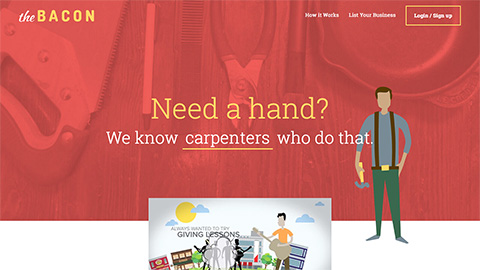 the BACON
How it Works
List Your Business
Login / Sign up
Need a hand?
We know carpenters who do that.
ALWAYS WANTED TO TRY
GIVING LESSONS